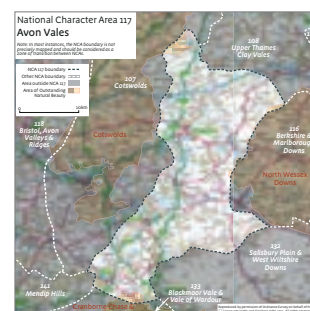 National Character Area 117
Avon Vales
Note: In most instances, the NCA boundary is not
precisely mapped and should be considered as a
zone of transition between NCAs.
NCA 117 boundary
Other NCA boundary
Area outside NCA 117
Area of Outstanding
Natural Beauty
0
10km
108
Upper Thames
Clay Vales
107
Cotswolds
118
Bristol, Avon
Valleys &
Ridges
Cotswolds
116
Berkshire &
Marlborough
Downs
North Wessex
Downs
132
Salisbury Plain &
West Wiltshire
Downs
141
Mendip Hills
133
Blackmoor Vale &
Vale of Wardour
Cranborne Chase &